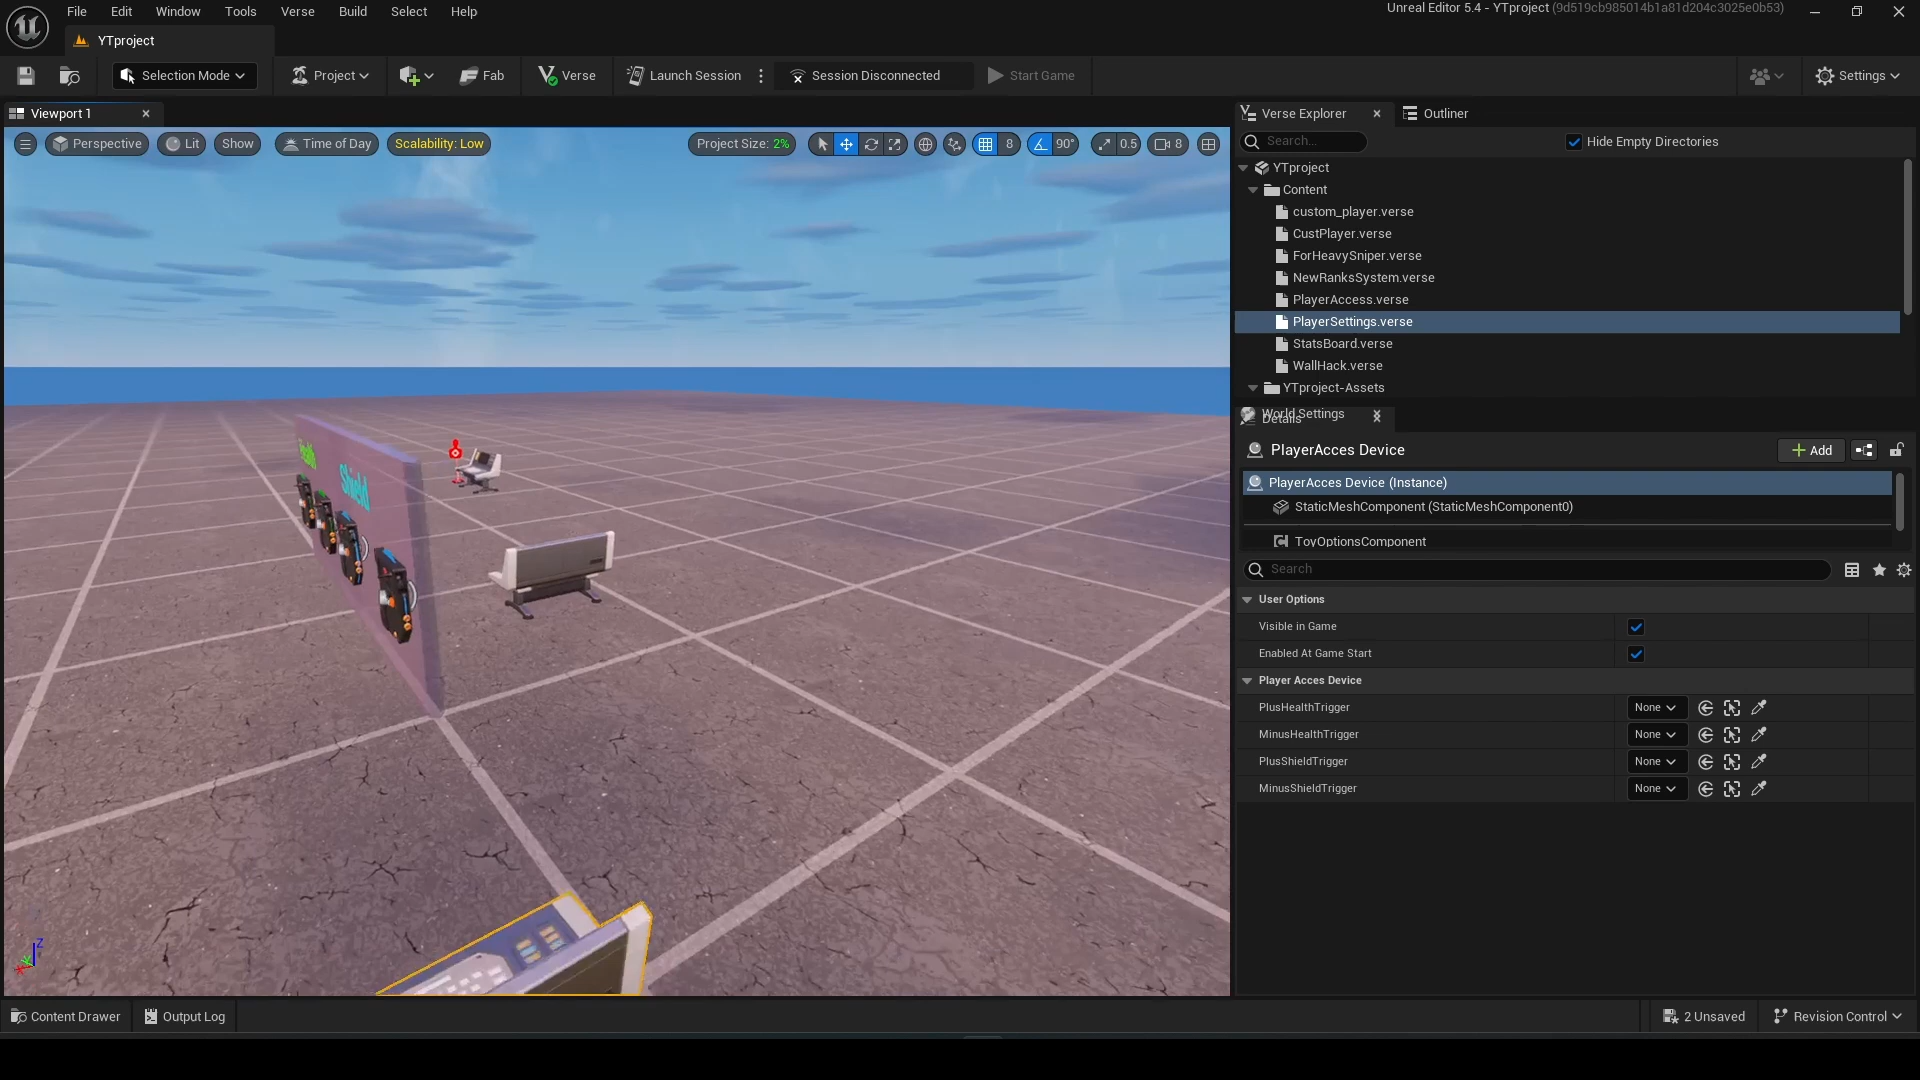 File Edit Window Tools Verse Build Select Help
Unreal Editor 5.4 - YTproject (9d519cb985014b1a81d204c3025e0b53)
YTproject
Selection Mode
Project
Fab
Verse
Launch Session
Session Disconnected
Start Game
Settings
Viewport 1
Perspective
Lit
Show
Time of Day
Scalability: Low
Project Size: 2%
8
90°
0.5
8
Shield
Z
Verse Explorer
Outliner
Search...
Hide Empty Directories
YTproject
Content
custom_player.verse
CustPlayer.verse
ForHeavySniper.verse
NewRanksSystem.verse
PlayerAccess.verse
PlayerSettings.verse
StatsBoard.verse
WallHack.verse
YTproject-Assets
World Settings
Details
PlayerAcces Device
Add
PlayerAcces Device (Instance)
StaticMeshComponent (StaticMeshComponent0)
ToyOptionsComponent
Search
User Options
Visible in Game
Enabled At Game Start
Player Acces Device
PlusHealthTrigger None
MinusHealthTrigger None
PlusShieldTrigger None
MinusShieldTrigger None
Content Drawer
Output Log
2 Unsaved
Revision Control